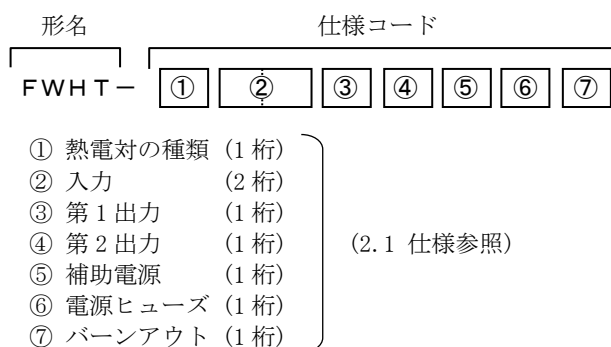 形名 仕様コード
FWHT－ ① ② ③ ④ ⑤ ⑥ ⑦
① 熱電対の種類 (1 桁)
② 入力 (2 桁)
③ 第 1 出力 (1 桁)
④ 第 2 出力 (1 桁)
⑤ 補助電源 (1 桁)
⑥ 電源ヒューズ (1 桁)
⑦ バーンアウト (1 桁)
(2.1 仕様参照)